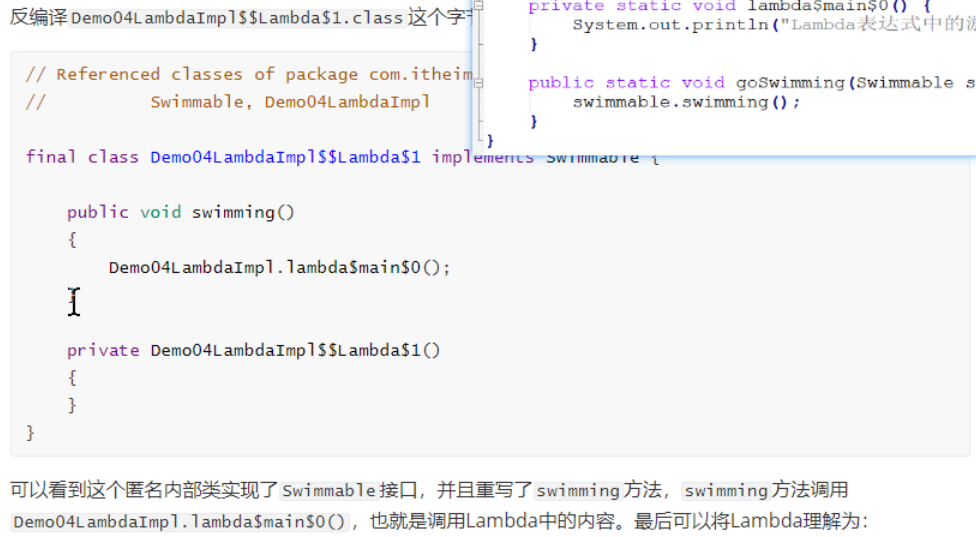 反编译Demo04LambdaImpl$$Lambda$1.class这个字
// Referenced classes of package com.itheim
// Swimmable, Demo04LambdaImpl
final class Demo04LambdaImpl$$Lambda$1 implements Swimmable {
public void swimming()
{
Demo04LambdaImpl.lambda$main$0();
}
private Demo04LambdaImpl$$Lambda$1()
{
}
}
private static void lambda$main$0() {
System.out.println("Lambda表达式中的游
}
public static void goSwimming(Swimmable s
swimmable.swimming();
}
}
可以看到这个匿名内部类实现了Swimmable接口，并且重写了swimming方法，swimming方法调用
Demo04LambdaImpl.lambda$main$0()，也就是调用Lambda中的内容。最后可以将Lambda理解为：